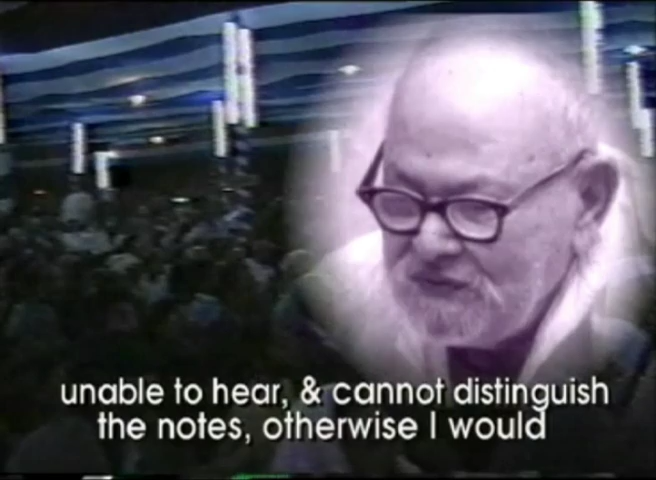 unable to hear, & cannot distinguish
the notes, otherwise I would